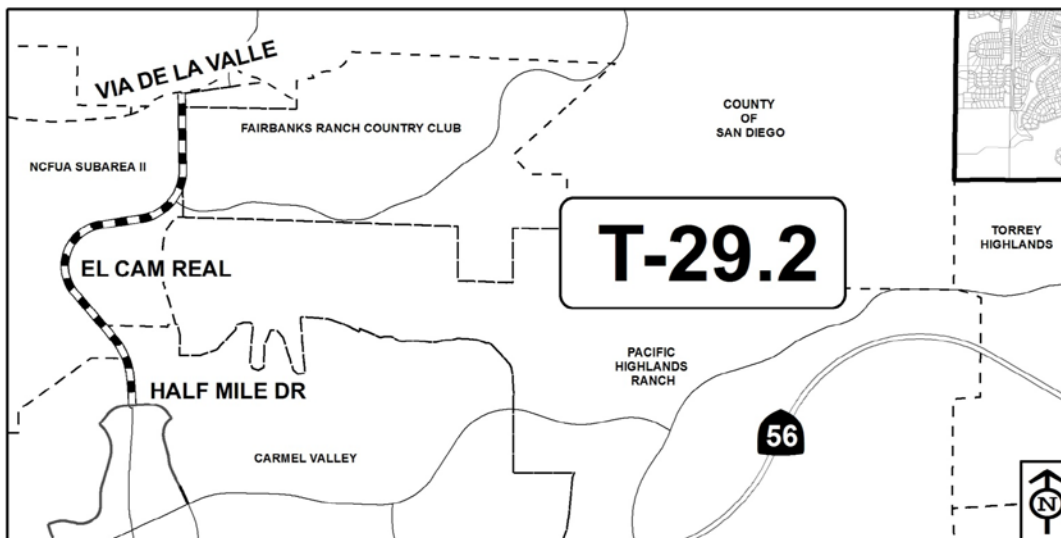 VIA DE LA VALLE
FAIRBANKS RANCH COUNTRY CLUB
COUNTY
OF
SAN DIEGO
NCFUA SUBAREA II
T-29.2
TORREY
HIGHLANDS
EL CAM REAL
PACIFIC
HIGHLANDS
RANCH
HALF MILE DR
56
CARMEL VALLEY
N